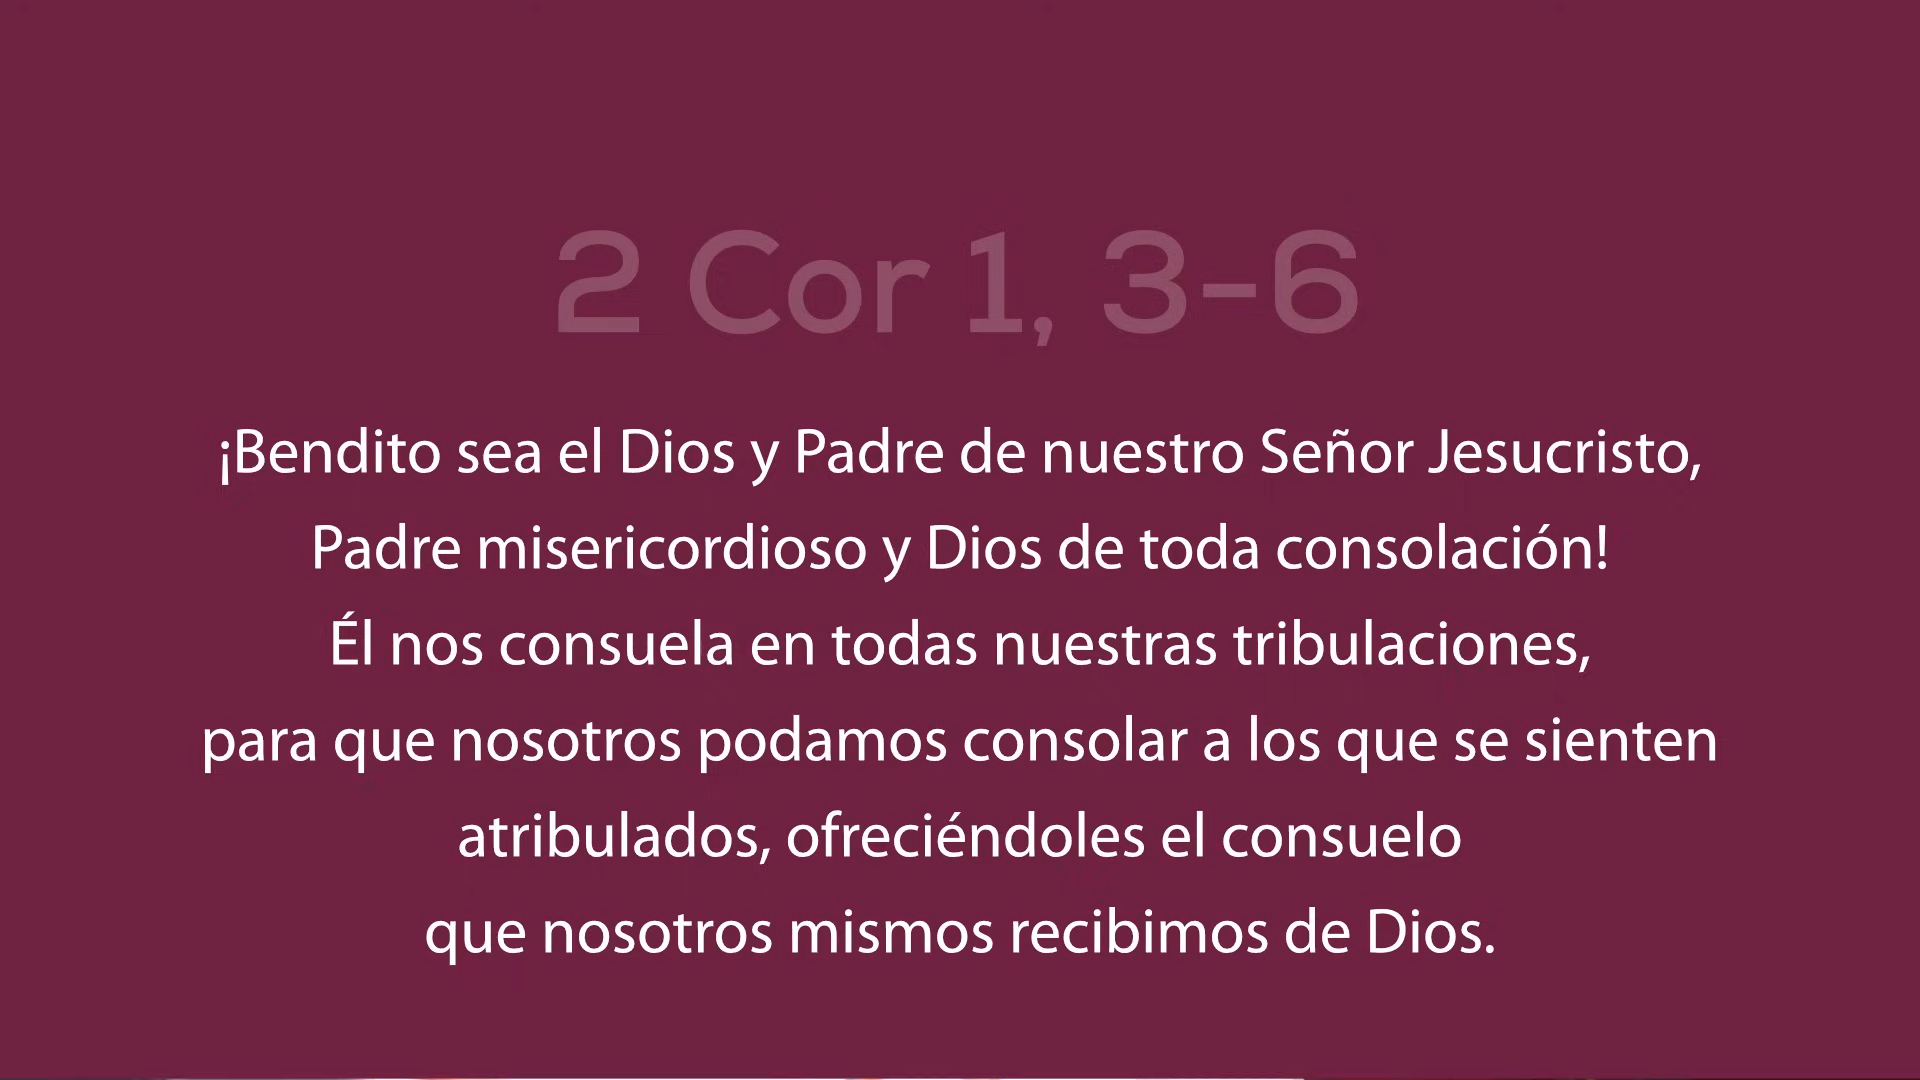 2 Cor 1, 3-6
¡Bendito sea el Dios y Padre de nuestro Señor Jesucristo,
Padre misericordioso y Dios de toda consolación!
Él nos consuela en todas nuestras tribulaciones,
para que nosotros podamos consolar a los que se sienten
atribulados, ofreciéndoles el consuelo
que nosotros mismos recibimos de Dios.